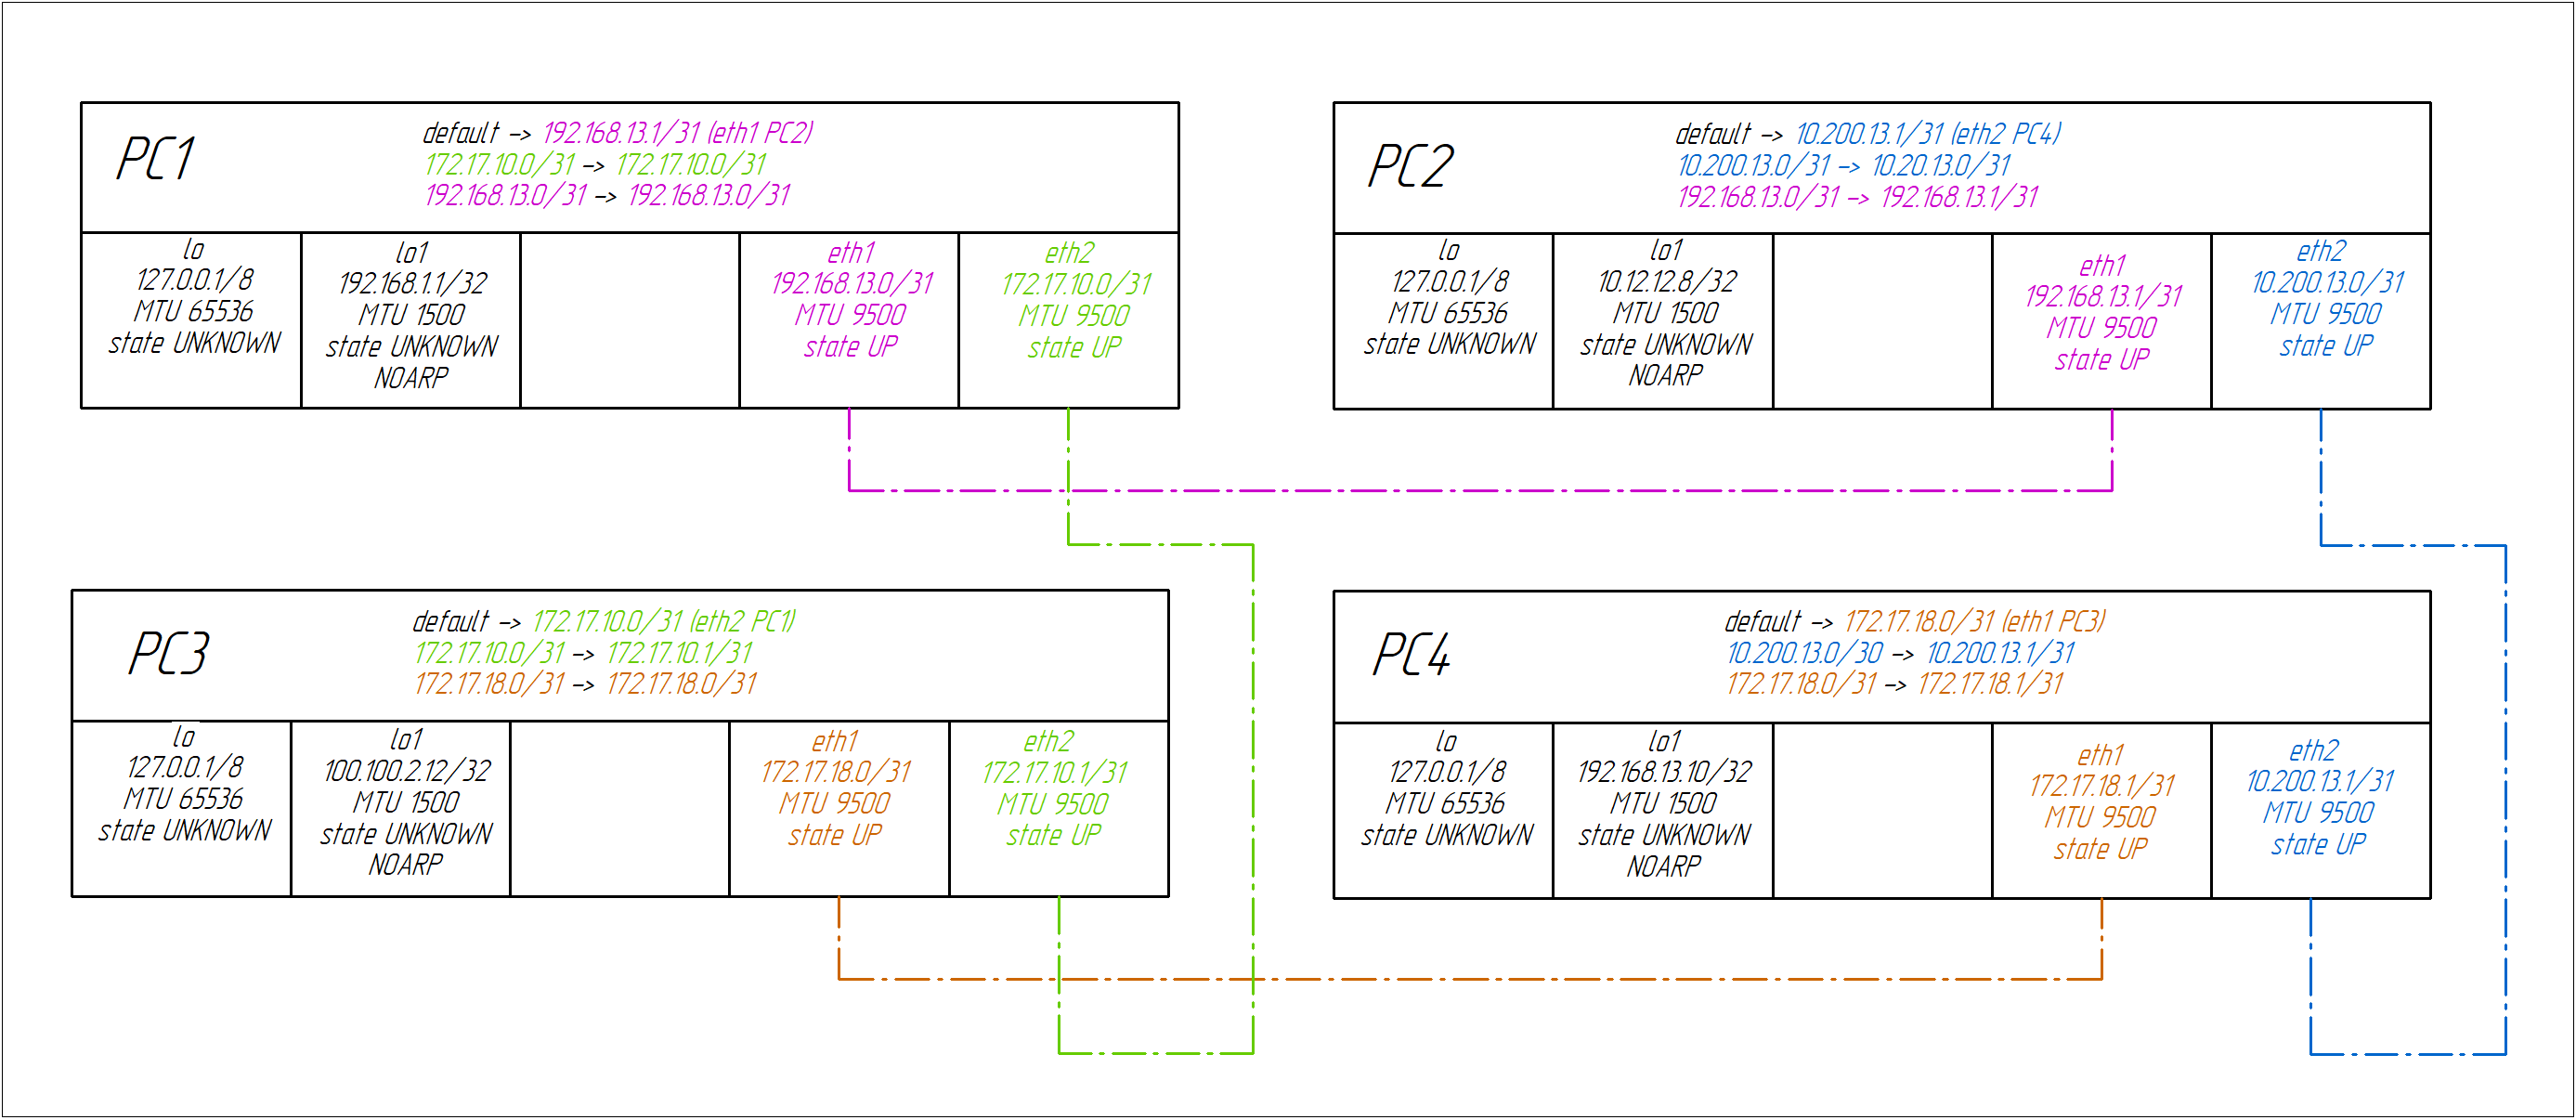 PC1
default -> 192.168.13.1/31 (eth1 PC2)
172.17.10.0/31 -> 172.17.10.0/31
192.168.13.0/31 -> 192.168.13.0/31
lo
127.0.0.1/8
MTU 65536
state UNKNOWN
lo1
192.168.1.1/32
MTU 1500
state UNKNOWN
NOARP
eth1
192.168.13.0/31
MTU 9500
state UP
eth2
172.17.10.0/31
MTU 9500
state UP
PC2
default -> 10.200.13.1/31 (eth2 PC4)
10.200.13.0/31 -> 10.20.13.0/31
192.168.13.0/31 -> 192.168.13.1/31
lo
127.0.0.1/8
MTU 65536
state UNKNOWN
lo1
10.12.12.8/32
MTU 1500
state UNKNOWN
NOARP
eth1
192.168.13.1/31
MTU 9500
state UP
eth2
10.200.13.0/31
MTU 9500
state UP
PC3
default -> 172.17.10.0/31 (eth2 PC1)
172.17.10.0/31 -> 172.17.10.1/31
172.17.18.0/31 -> 172.17.18.0/31
lo
127.0.0.1/8
MTU 65536
state UNKNOWN
lo1
100.100.2.12/32
MTU 1500
state UNKNOWN
NOARP
eth1
172.17.18.0/31
MTU 9500
state UP
eth2
172.17.10.1/31
MTU 9500
state UP
PC4
default -> 172.17.18.0/31 (eth1 PC3)
10.200.13.0/30 -> 10.200.13.1/31
172.17.18.0/31 -> 172.17.18.1/31
lo
127.0.0.1/8
MTU 65536
state UNKNOWN
lo1
192.168.13.10/32
MTU 1500
state UNKNOWN
NOARP
eth1
172.17.18.1/31
MTU 9500
state UP
eth2
10.200.13.1/31
MTU 9500
state UP